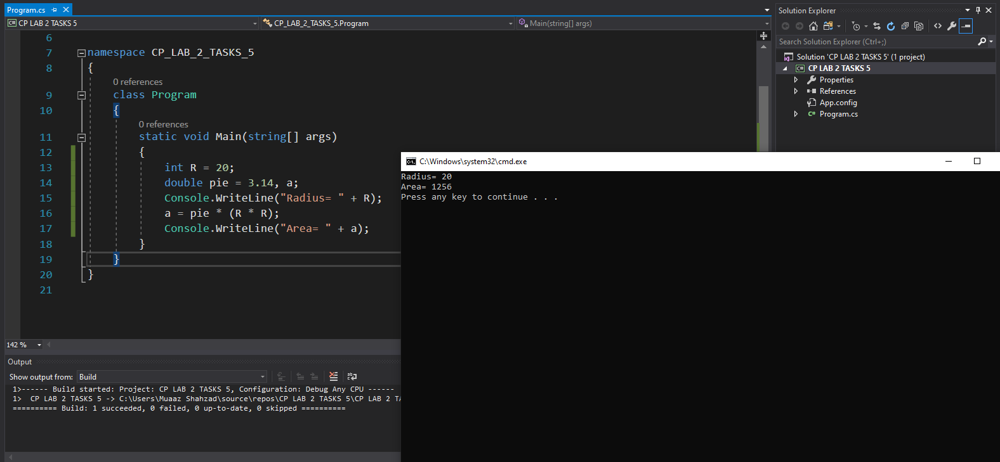 Program.cs
CP LAB 2 TASKS 5
CP_LAB_2_TASKS_5.Program
Main(string[] args)
6
7 namespace CP_LAB_2_TASKS_5
8 {
0 references
9 class Program
10 {
0 references
11 static void Main(string[] args)
12 {
13 int R = 20;
14 double pie = 3.14, a;
15 Console.WriteLine("Radius= " + R);
16 a = pie * (R * R);
17 Console.WriteLine("Area= " + a);
18 }
19 }
20 }
21
142 %
Output
Show output from: Build
1>------ Build started: Project: CP LAB 2 TASKS 5, Configuration: Debug Any CPU ------
1>  CP LAB 2 TASKS 5 -> C:\Users\Muaaz Shahzad\source\repos\CP LAB 2 TASKS 5\CP LAB 2 TA
========== Build: 1 succeeded, 0 failed, 0 up-to-date, 0 skipped ==========
C:\Windows\system32\cmd.exe
Radius= 20
Area= 1256
Press any key to continue . . .
Solution Explorer
Search Solution Explorer (Ctrl+;)
Solution 'CP LAB 2 TASKS 5' (1 project)
C# CP LAB 2 TASKS 5
Properties
References
App.config
C# Program.cs